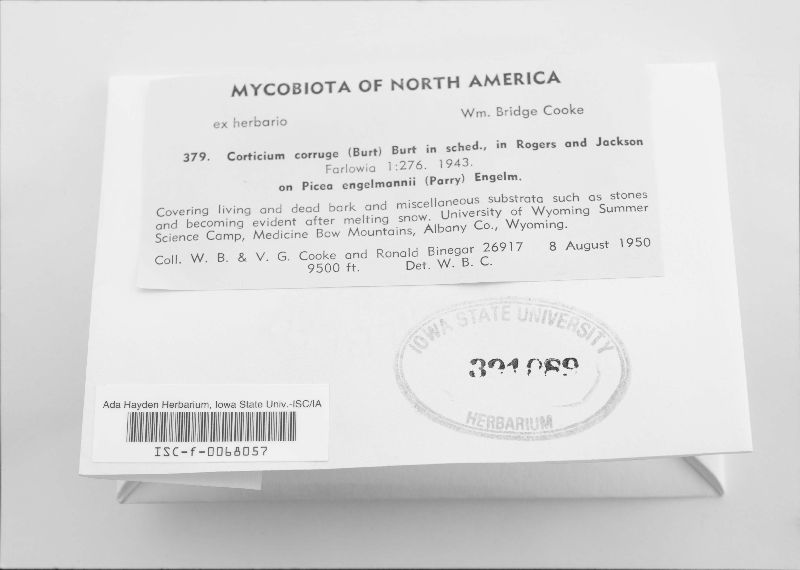 MYCOBIOTA OF NORTH AMERICA
ex herbario Wm. Bridge Cooke
379. Corticium corruge (Burt) Burt in sched., in Rogers and Jackson
Farlowia 1:276. 1943.
on Picea engelmannii (Parry) Engelm.
Covering living and dead bark and miscellaneous substrata such as stones
and becoming evident after melting snow. University of Wyoming Summer
Science Camp, Medicine Bow Mountains, Albany Co., Wyoming.
Coll. W. B. & V. G. Cooke and Ronald Binegar 26917 8 August 1950
9500 ft. Det. W. B. C.
IOWA STATE UNIVERSITY
HERBARIUM
Ada Hayden Herbarium, Iowa State Univ.-ISC/IA
ISC-f-0068057